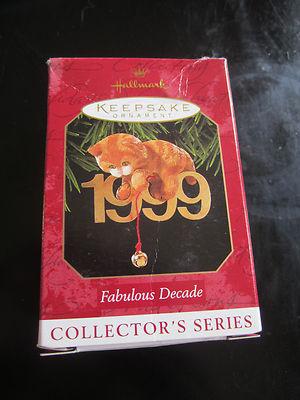 Hallmark
KEEPSAKE
ORNAMENT
1999
Fabulous Decade
COLLECTOR'S SERIES